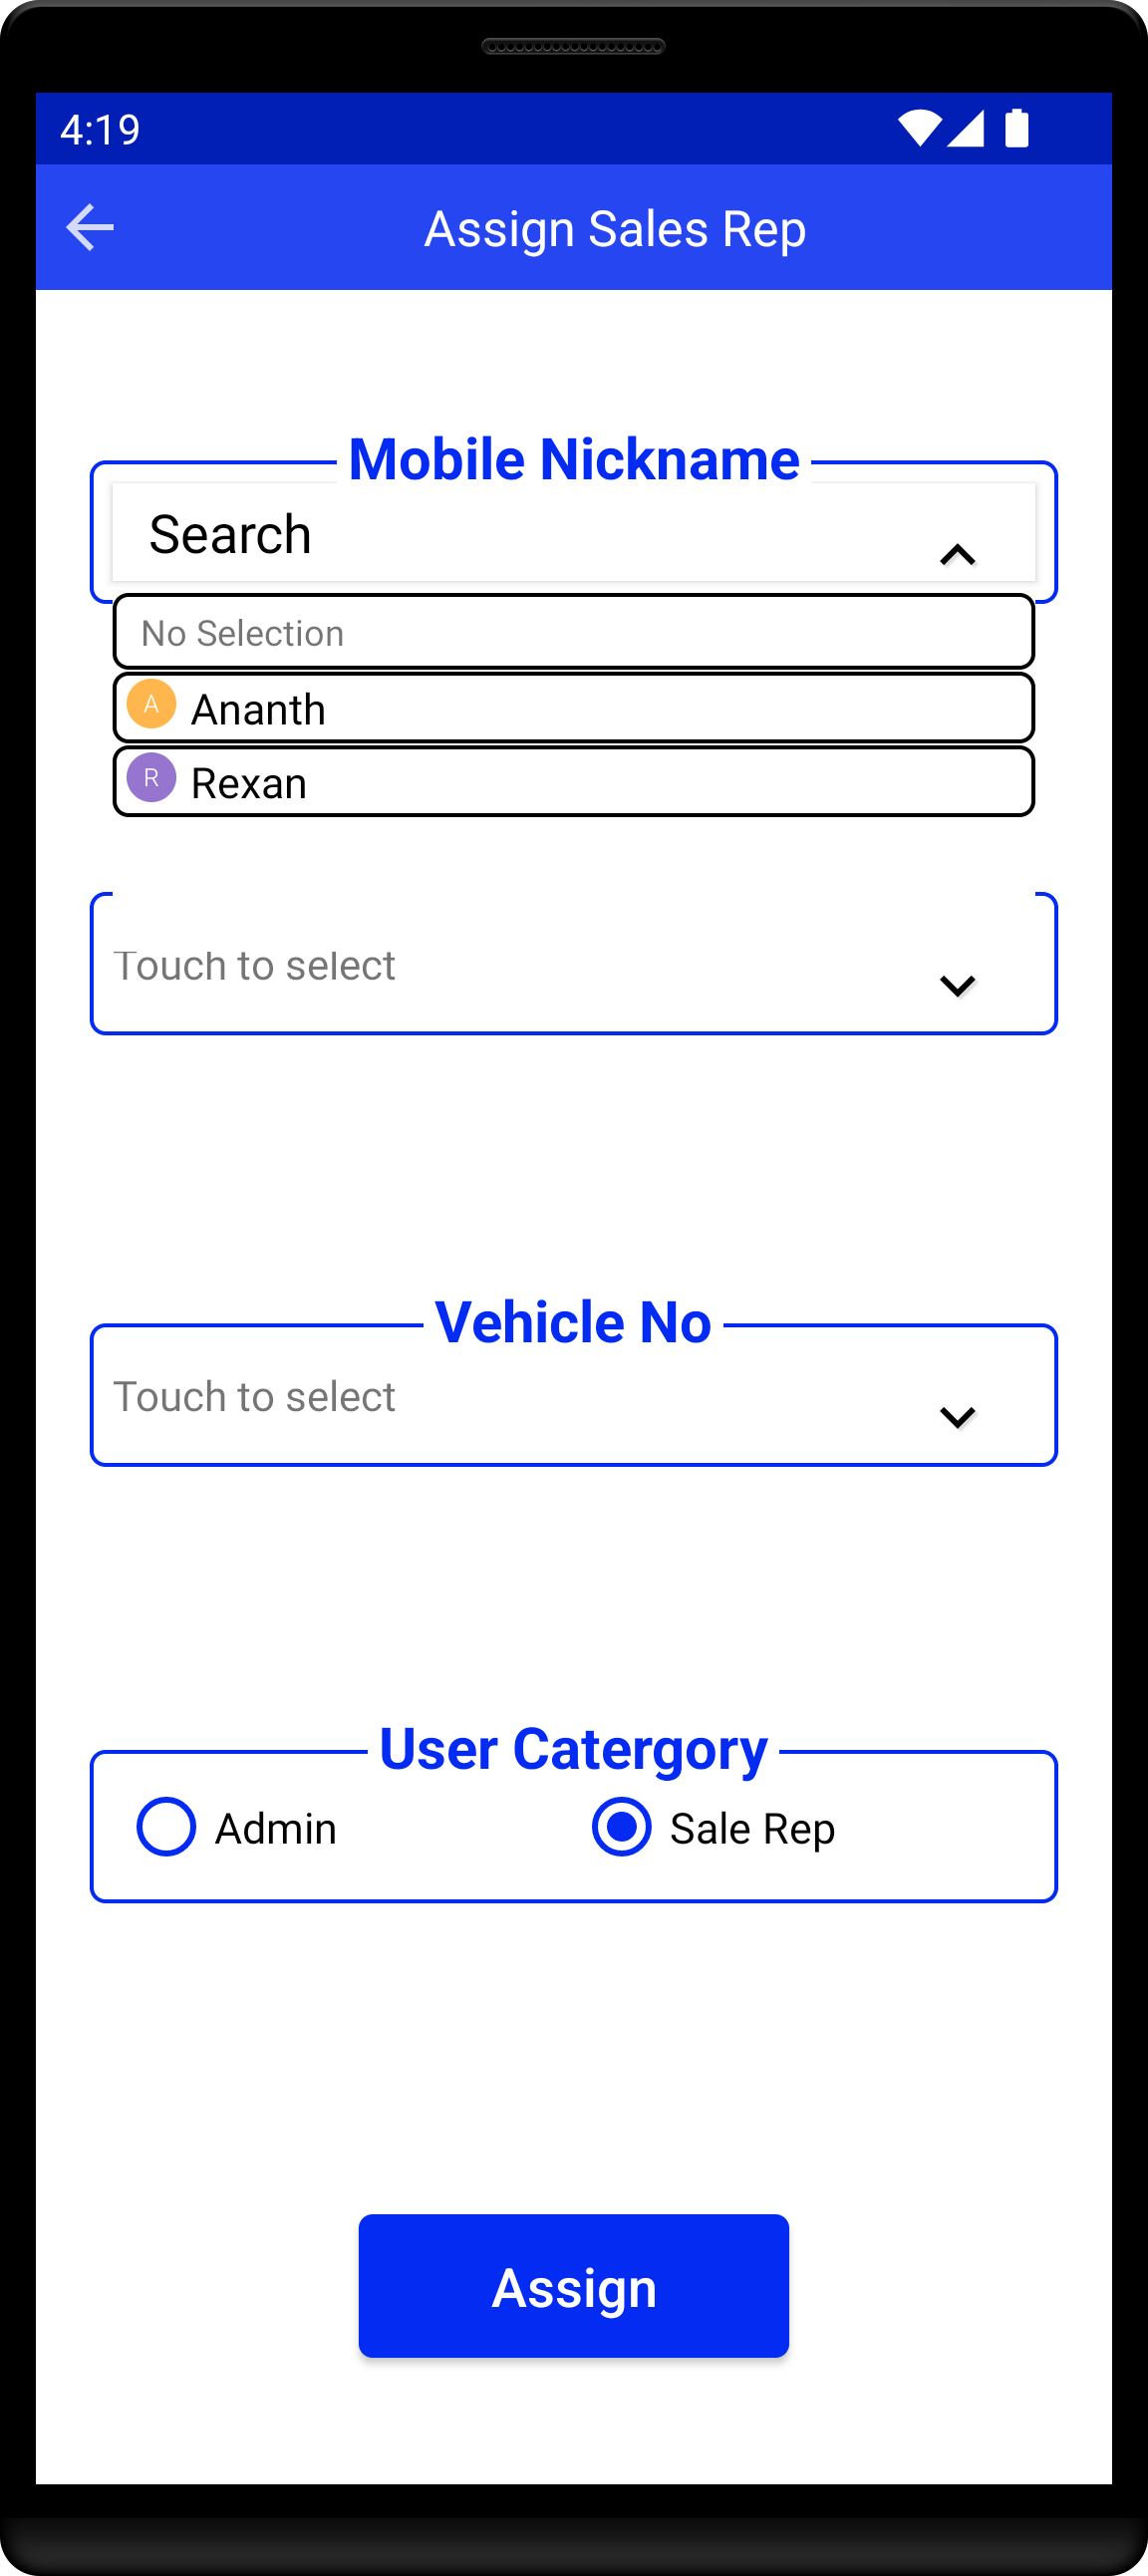 4:19
Assign Sales Rep
Mobile Nickname
Search
No Selection
A Ananth
R Rexan
Touch to select
Vehicle No
Touch to select
User Catergory
Admin Sale Rep
Assign